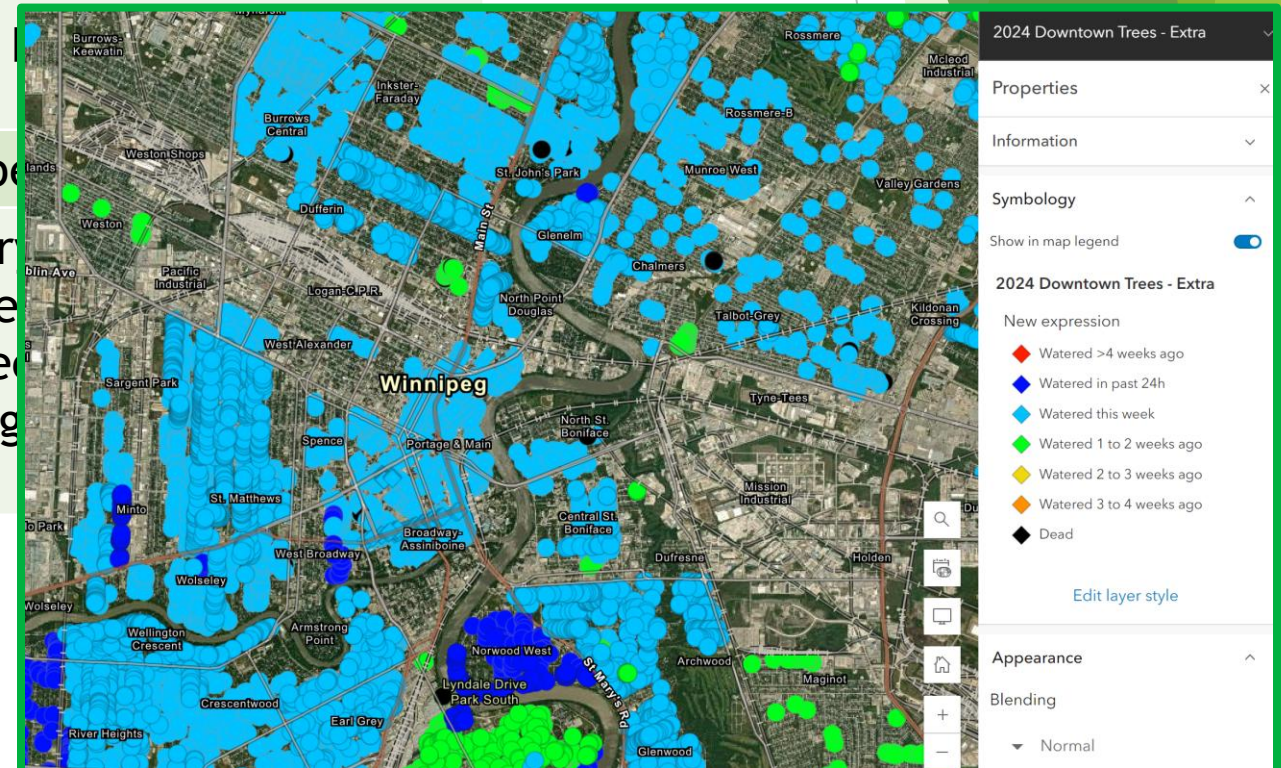 Burrows-
Keewatin
Rossmere
Mcleod
Industrial
Inkster-
Faraday
Burrows
Central
Rossmere-B
Weston Shops
St. John's Park
Munroe West
Valley Gardens
Dufferin
Weston
Main St
Glenelm
Pacific
Industrial
Chalmers
Logan-C.P.R.
North Point
Douglas
Talbot-Grey
Kildonan
Crossing
West Alexander
Sargent Park
Winnipeg
Tyne-Tees
Spence
Portage & Main
North St.
Boniface
St. Matthews
Mission
Industrial
Minto
Central St.
Boniface
Broadway-
Assiniboine
West Broadway
Dufresne
Holden
Wolseley
Wolseley
Wellington
Crescent
Armstrong
Point
Norwood West
St Mary's Rd
Archwood
Maginot
Lyndale Drive
Park South
Crescentwood
Earl Grey
River Heights
Glenwood
2024 Downtown Trees - Extra
Properties
Information
Symbology
Show in map legend
2024 Downtown Trees - Extra
New expression
Watered >4 weeks ago
Watered in past 24h
Watered this week
Watered 1 to 2 weeks ago
Watered 2 to 3 weeks ago
Watered 3 to 4 weeks ago
Dead
Edit layer style
Appearance
Blending
Normal